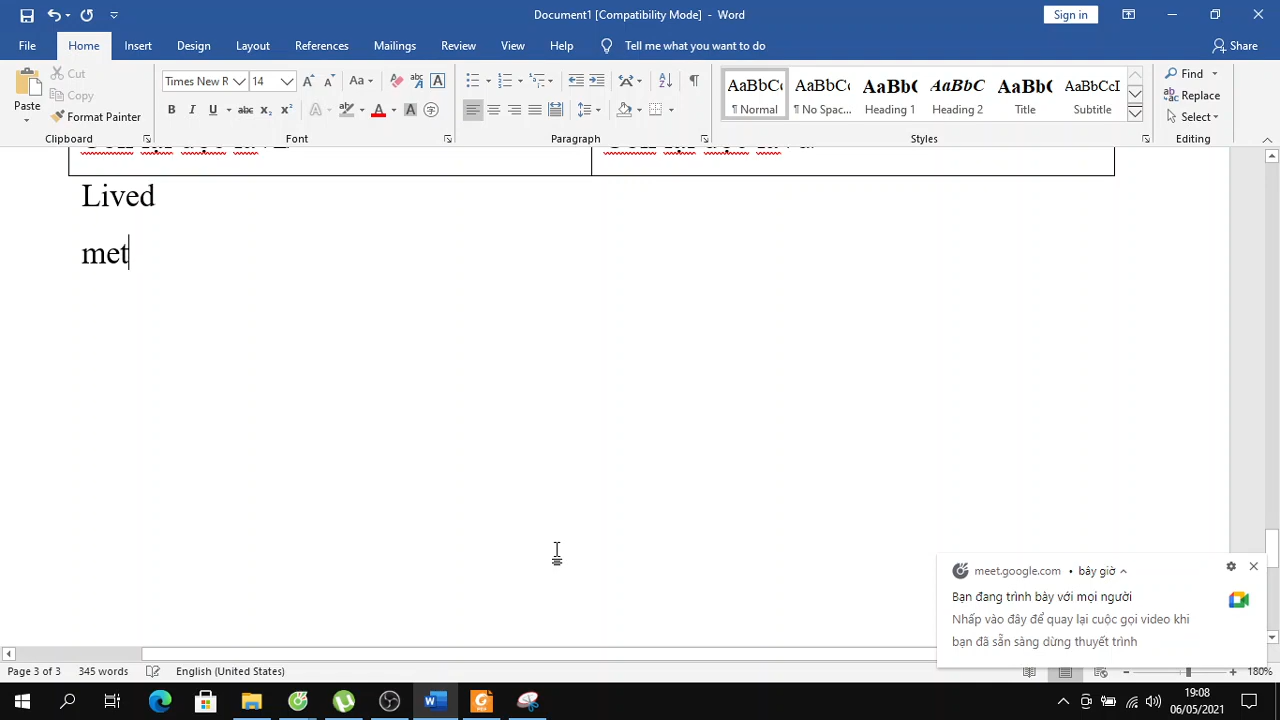 Document1 [Compatibility Mode] - Word
Sign in
File Home Insert Design Layout References Mailings Review View Help Tell me what you want to do Share
Paste Cut Copy Format Painter
Times New R 14
AaBbCc AaBbCc AaBbC AaBbC AaBbC AaBbCcD
¶ Normal ¶ No Spac... Heading 1 Heading 2 Title Subtitle
Find
Replace
Select
Clipboard Font Paragraph Styles Editing
Lived
met
meet.google.com • bây giờ
Bạn đang trình bày với mọi người
Nhấp vào đây để quay lại cuộc gọi video khi
bạn đã sẵn sàng dừng thuyết trình
Page 3 of 3 345 words English (United States) 180%
19:08
06/05/2021